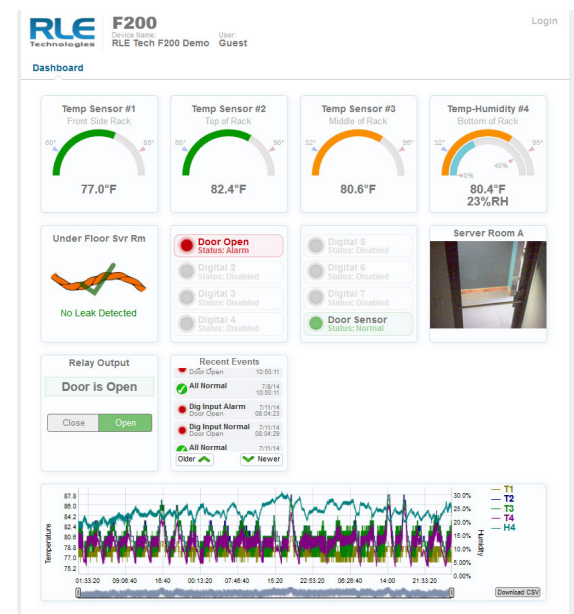 RLE
Technologies
F200
Device Name:
RLE Tech F200 Demo
User:
Guest
Login
Dashboard
Temp Sensor #1
Front Side Rack
60°
85°
77.0°F
Temp Sensor #2
Top of Rack
60°
90°
82.4°F
Temp Sensor #3
Middle of Rack
32°
90°
80.6°F
Temp-Humidity #4
Bottom of Rack
32°
90°
40%
0%
80.4°F
23%RH
Under Floor Svr Rm
No Leak Detected
Door Open
Status: Alarm
Digital 2
Status: Disabled
Digital 3
Status: Disabled
Digital 4
Status: Disabled
Digital 5
Status: Disabled
Digital 6
Status: Disabled
Digital 7
Status: Disabled
Door Sensor
Status: Normal
Server Room A
Relay Output
Door is Open
Close
Open
Recent Events
Door Open 10:50:11
All Normal 7/8/14
10:50:11
Dig Input Alarm 7/11/14
Door Open 08:04:23
Dig Input Normal 7/11/14
Door Open 08:04:29
All Normal 7/11/14
Older
Newer
Temperature
87.8
86.0
84.2
82.4
80.6
78.8
77.0
75.2
30.0%
25.0%
20.0%
15.0%
10.0%
5.00%
0.00%
Humidity
T1
T2
T3
T4
H4
01:33:20 09:06:40 16:40 00:13:20 07:46:40 15:20 22:53:20 06:26:40 14:00 21:33:20
Download CSV